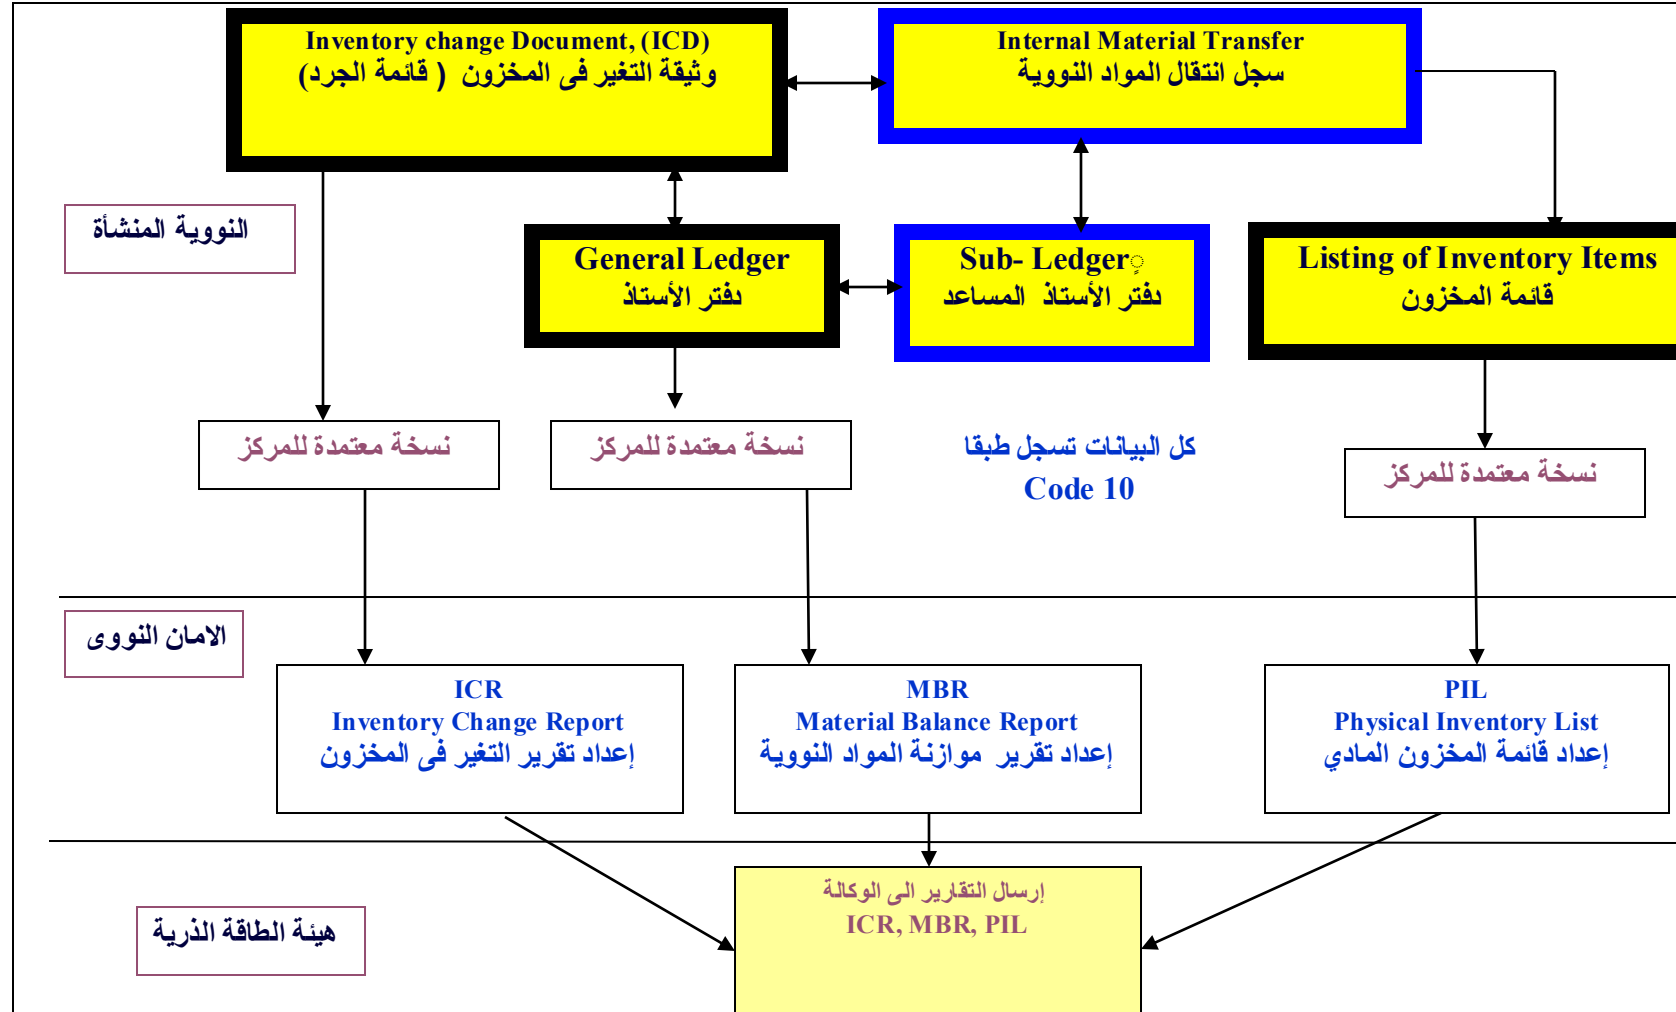 Inventory change Document, (ICD)
وثيقة التغير فى المخزون ( قائمة الجرد)
Internal Material Transfer
سجل انتقال المواد النووية
النووية المنشأة
General Ledger
دفتر الأستاذ
Sub- Ledgerٍ
دفتر الأستاذ المساعد
Listing of Inventory Items
قائمة المخزون
نسخة معتمدة للمركز
نسخة معتمدة للمركز
كل البيانات تسجل طبقا
Code 10
نسخة معتمدة للمركز
الامان النووى
ICR
Inventory Change Report
إعداد تقرير التغير فى المخزون
MBR
Material Balance Report
إعداد تقرير موازنة المواد النووية
PIL
Physical Inventory List
إعداد قائمة المخزون المادي
هيئة الطاقة الذرية
إرسال التقارير الى الوكالة
ICR, MBR, PIL